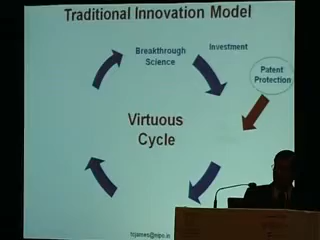 Traditional Innovation Model
Breakthrough
Science
Investment
Patent
Protection
Virtuous
Cycle